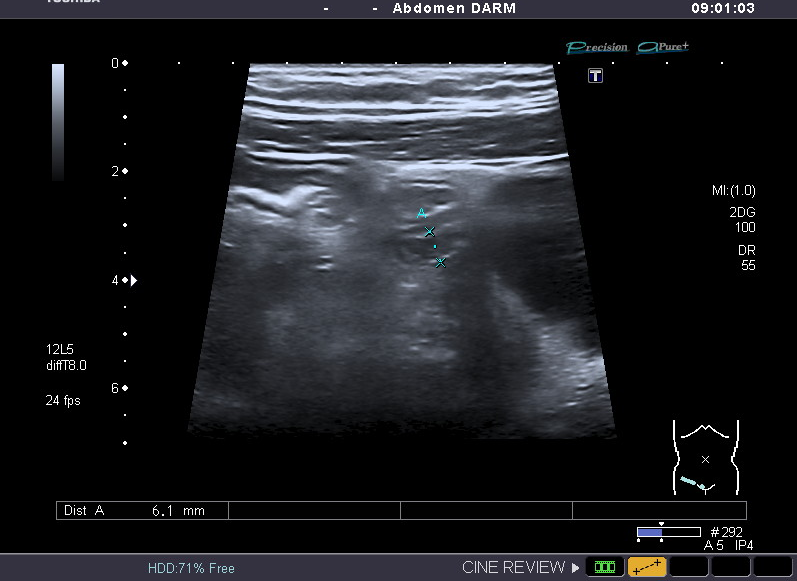 - - Abdomen DARM 09:01:03
Precision APure+
T
0
2
4
6
A
MI:(1.0)
2DG
100
DR
55
12L5
diffT8.0
24 fps
Dist A 6.1 mm
#292
A 5 IP4
HDD:71% Free
CINE REVIEW